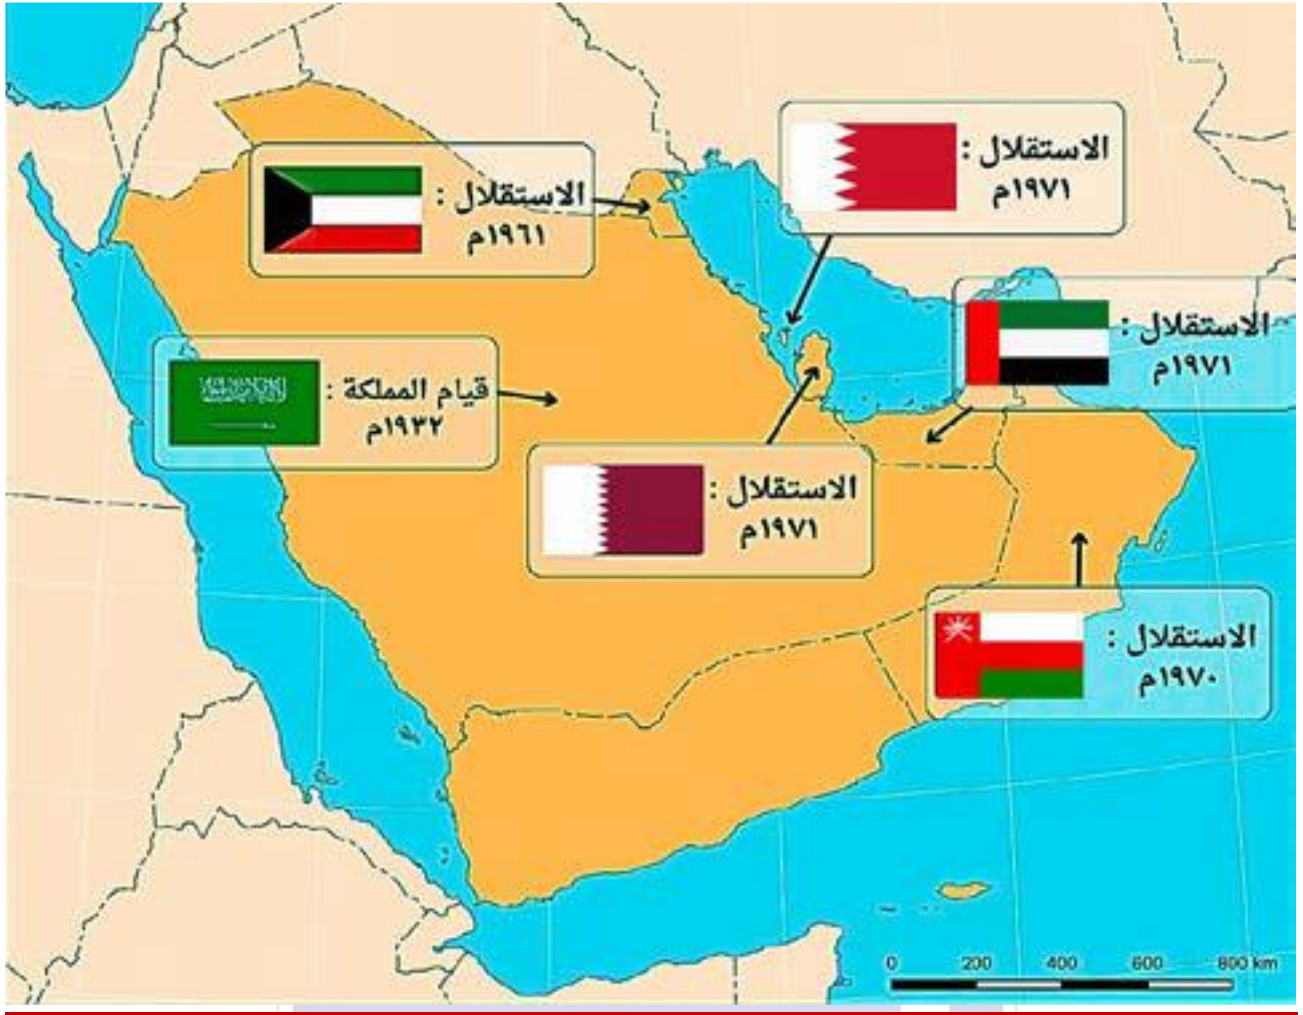 الاستقلال :
١٩٧١م
الاستقلال :
١٩٦١م
الاستقلال :
١٩٧١م
قيام المملكة :
١٩٣٢م
الاستقلال :
١٩٧١م
الاستقلال :
١٩٧٠م
0 200 400 600 800 km